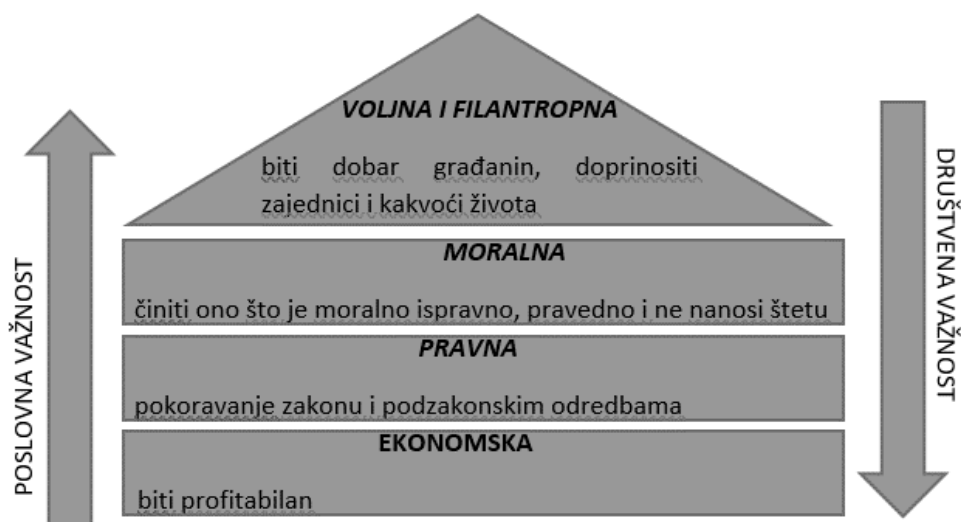 VOLJNA I FILANTROPNA
biti dobar građanin, doprinositi
zajednici i kakvoći života
MORALNA
činiti ono što je moralno ispravno, pravedno i ne nanosi štetu
PRAVNA
pokoravanje zakonu i podzakonskim odredbama
EKONOMSKA
biti profitabilan
POSLOVNA VAŽNOST
DRUŠTVENA VAŽNOST